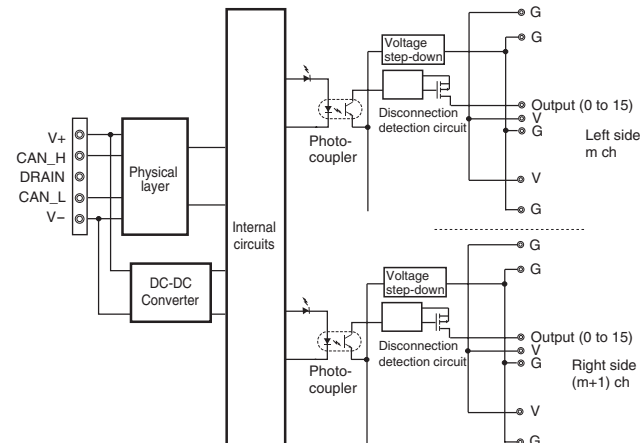 G
G
Voltage
step-down
Output (0 to 15)
Disconnection
detection circuit
V
G
Left side
m ch
Photo-
coupler
V+
CAN_H
DRAIN
CAN_L
V−
Physical
layer
V
G
Internal
circuits
G
DC-DC
Converter
G
Voltage
step-down
Output (0 to 15)
Disconnection
detection circuit
V
G
Right side
(m+1) ch
Photo-
coupler
V
G